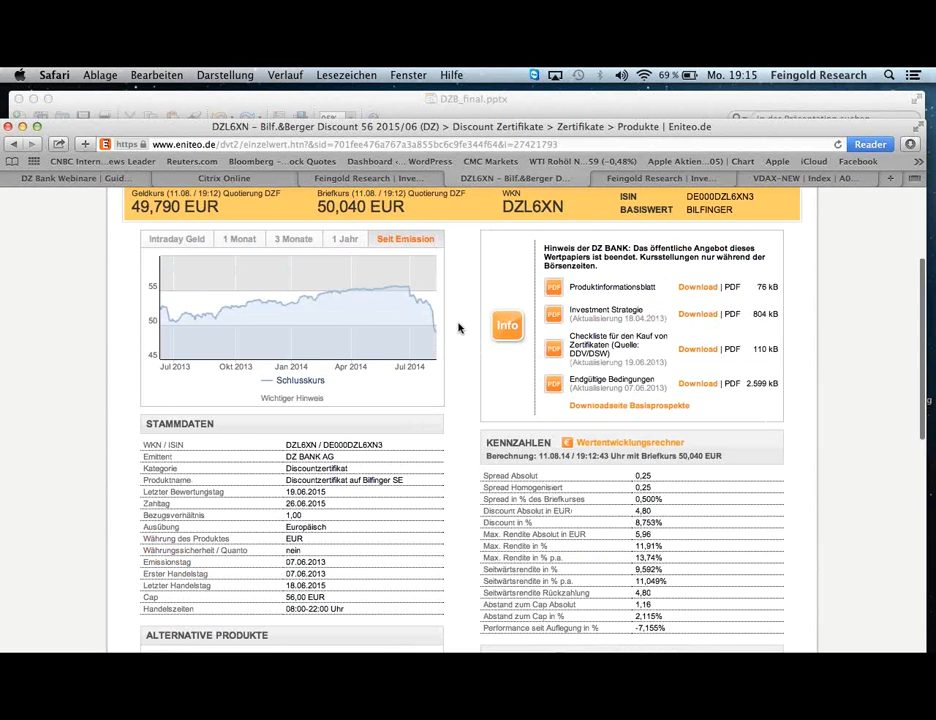 Safari Ablage Bearbeiten Darstellung Verlauf Lesezeichen Fenster Hilfe 69 % Mo. 19:15 Feingold Research
DZB_final.pptx
DZL6XN – Bilf.&Berger Discount 56 2015/06 (DZ) > Discount Zertifikate > Zertifikate > Produkte | Eniteo.de
https www.eniteo.de/dvt2/einzelwert.htn?&sid=701fee476a767a3a855bc6c9fe344f64&i=27421793 Reader
CNBC Intern...ews Leader Reuters.com Bloomberg – ...ock Quotes Dashboard ‹ ... WordPress CMC Markets WTI Rohöl N...59 (−0,48%) Apple Aktien...05) | Chart Apple iCloud Facebook
DZ Bank Webinare | Guid... Citrix Online Feingold Research | Inve... DZL6XN – Bilf.&Berger D... Feingold Research | Inve... VDAX-NEW | Index | A0...
Geldkurs (11.08. / 19:12) Quotierung DZF Briefkurs (11.08. / 19:12) Quotierung DZF WKN ISIN DE000DZL6XN3
49,790 EUR 50,040 EUR DZL6XN BASISWERT BILFINGER
Intraday Geld 1 Monat 3 Monate 1 Jahr Seit Emission
55
50
45
Jul 2013 Okt 2013 Jan 2014 Apr 2014 Jul 2014
Schlusskurs
Wichtiger Hinweis
Info
Hinweis der DZ BANK: Das öffentliche Angebot dieses
Wertpapiers ist beendet. Kursstellungen nur während der
Börsenzeiten.
PDF Produktinformationsblatt Download | PDF 76 kB
PDF Investment Strategie Download | PDF 804 kB
(Aktualisierung 18.04.2013)
Checkliste für den Kauf von
PDF Zertifikaten (Quelle: Download | PDF 110 kB
DDV/DSW)
(Aktualisierung 19.06.2013)
PDF Endgültige Bedingungen Download | PDF 2.599 kB
(Aktualisierung 07.06.2013)
Downloadseite Basisprospekte
STAMMDATEN
WKN / ISIN DZL6XN / DE000DZL6XN3
Emittent DZ BANK AG
Kategorie Discountzertifikat
Produktname Discountzertifikat auf Bilfinger SE
Letzter Bewertungstag 19.06.2015
Zahltag 26.06.2015
Bezugsverhältnis 1,00
Ausübung Europäisch
Währung des Produktes EUR
Währungssicherheit / Quanto nein
Emissionstag 07.06.2013
Erster Handelstag 07.06.2013
Letzter Handelstag 18.06.2015
Cap 56,00 EUR
Handelszeiten 08:00-22:00 Uhr
ALTERNATIVE PRODUKTE
KENNZAHLEN € Wertentwicklungsrechner
Berechnung: 11.08.14 / 19:12:43 Uhr mit Briefkurs 50,040 EUR
Spread Absolut 0,25
Spread Homogenisiert 0,25
Spread in % des Briefkurses 0,500%
Discount Absolut in EUR 4,80
Discount in % 8,753%
Max. Rendite Absolut in EUR 5,96
Max. Rendite in % 11,91%
Max. Rendite in % p.a. 13,74%
Seitwärtsrendite in % 9,592%
Seitwärtsrendite in % p.a. 11,049%
Seitwärtsrendite Rückzahlung 4,80
Abstand zum Cap Absolut 1,16
Abstand zum Cap in % 2,115%
Performance seit Auflegung in % -7,155%